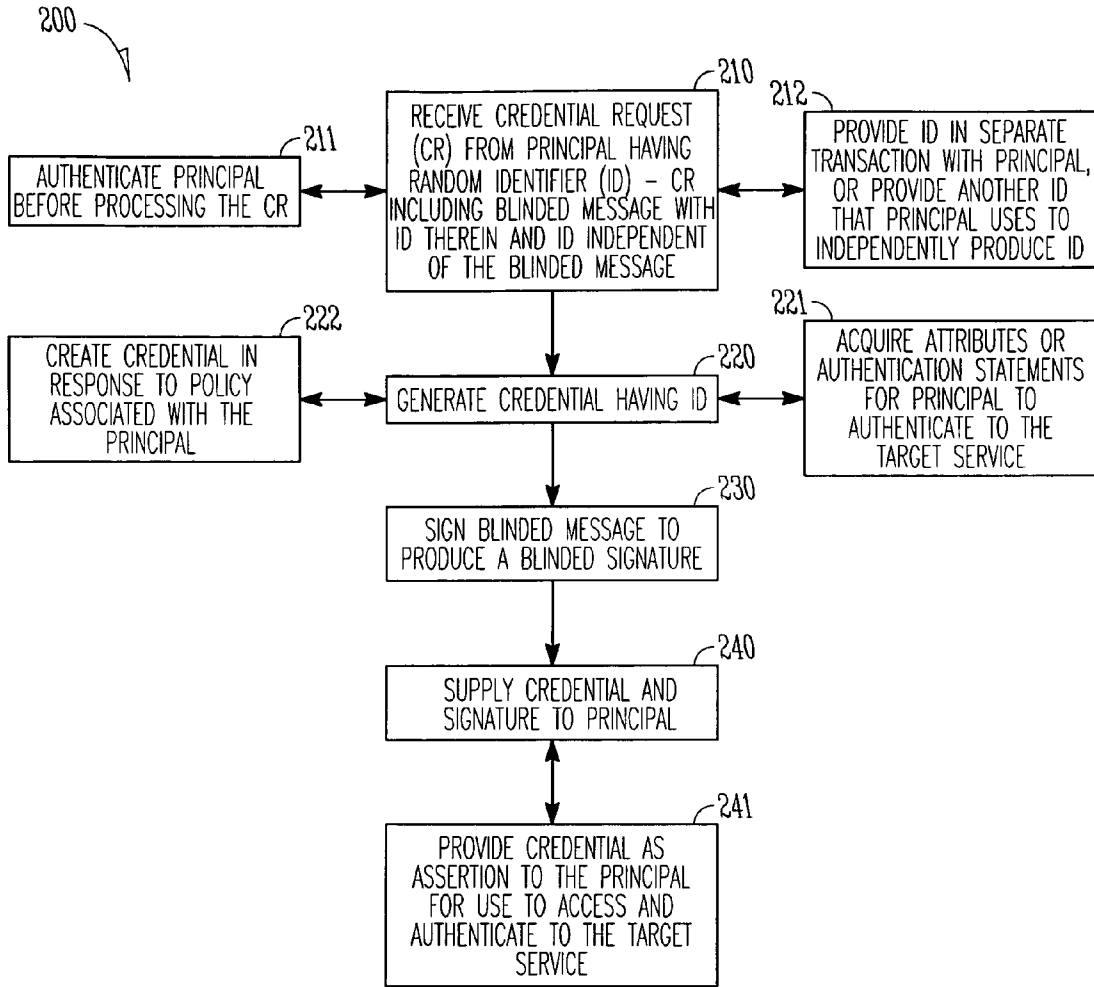 200
210
RECEIVE CREDENTIAL REQUEST
(CR) FROM PRINCIPAL HAVING
RANDOM IDENTIFIER (ID) – CR
INCLUDING BLINDED MESSAGE WITH
ID THEREIN AND ID INDEPENDENT
OF THE BLINDED MESSAGE
211
AUTHENTICATE PRINCIPAL
BEFORE PROCESSING THE CR
212
PROVIDE ID IN SEPARATE
TRANSACTION WITH PRINCIPAL,
OR PROVIDE ANOTHER ID
THAT PRINCIPAL USES TO
INDEPENDENTLY PRODUCE ID
222
CREATE CREDENTIAL IN
RESPONSE TO POLICY
ASSOCIATED WITH THE
PRINCIPAL
220
GENERATE CREDENTIAL HAVING ID
221
ACQUIRE ATTRIBUTES OR
AUTHENTICATION STATEMENTS
FOR PRINCIPAL TO
AUTHENTICATE TO THE
TARGET SERVICE
230
SIGN BLINDED MESSAGE TO
PRODUCE A BLINDED SIGNATURE
240
SUPPLY CREDENTIAL AND
SIGNATURE TO PRINCIPAL
241
PROVIDE CREDENTIAL AS
ASSERTION TO THE PRINCIPAL
FOR USE TO ACCESS AND
AUTHENTICATE TO THE TARGET
SERVICE